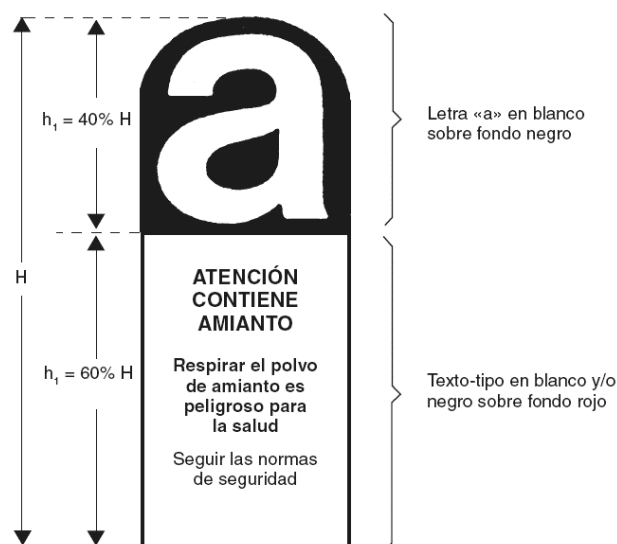 a
h₁ = 40% H
Letra «a» en blanco
sobre fondo negro
H
ATENCIÓN
CONTIENE
AMIANTO
Respirar el polvo
de amianto es
peligroso para
la salud
Seguir las normas
de seguridad
h₁ = 60% H
Texto-tipo en blanco y/o
negro sobre fondo rojo